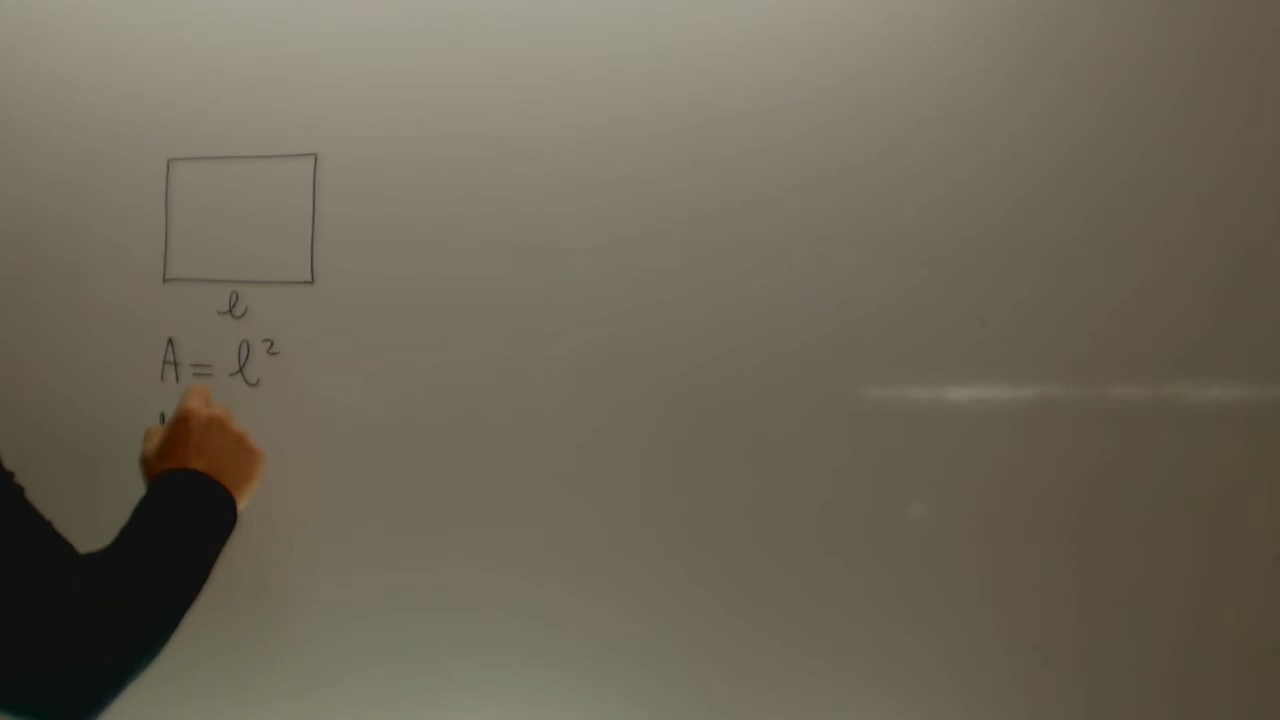 ℓ
A = ℓ²